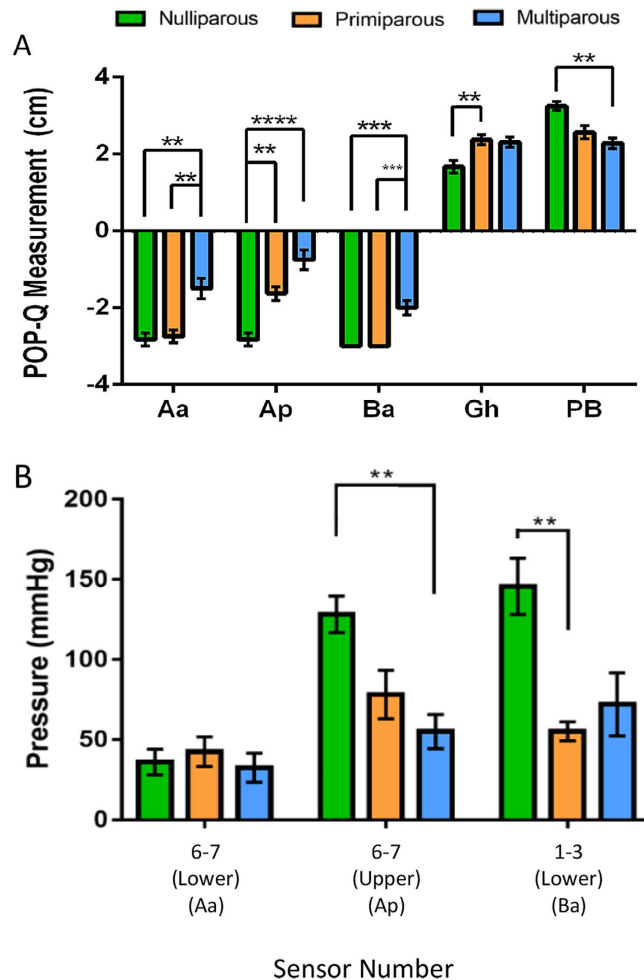 Nulliparous Primiparous Multiparous
A
POP-Q Measurement (cm)
4
2
0
-2
-4
** ** ** **** *** *** ** **
Aa Ap Ba Gh PB
B
Pressure (mmHg)
200
150
100
50
0
** **
6-7 6-7 1-3
(Lower) (Upper) (Lower)
(Aa) (Ap) (Ba)
Sensor Number